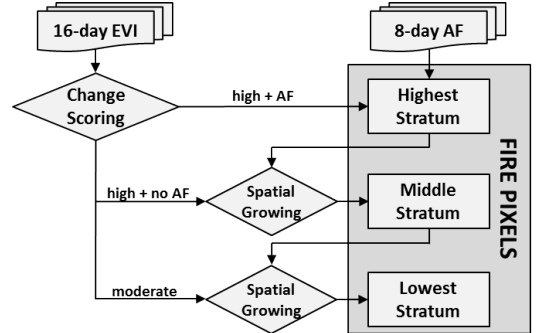 16-day EVI
8-day AF
Change
Scoring
high + AF
Highest
Stratum
high + no AF
Spatial
Growing
Middle
Stratum
moderate
Spatial
Growing
Lowest
Stratum
FIRE PIXELS